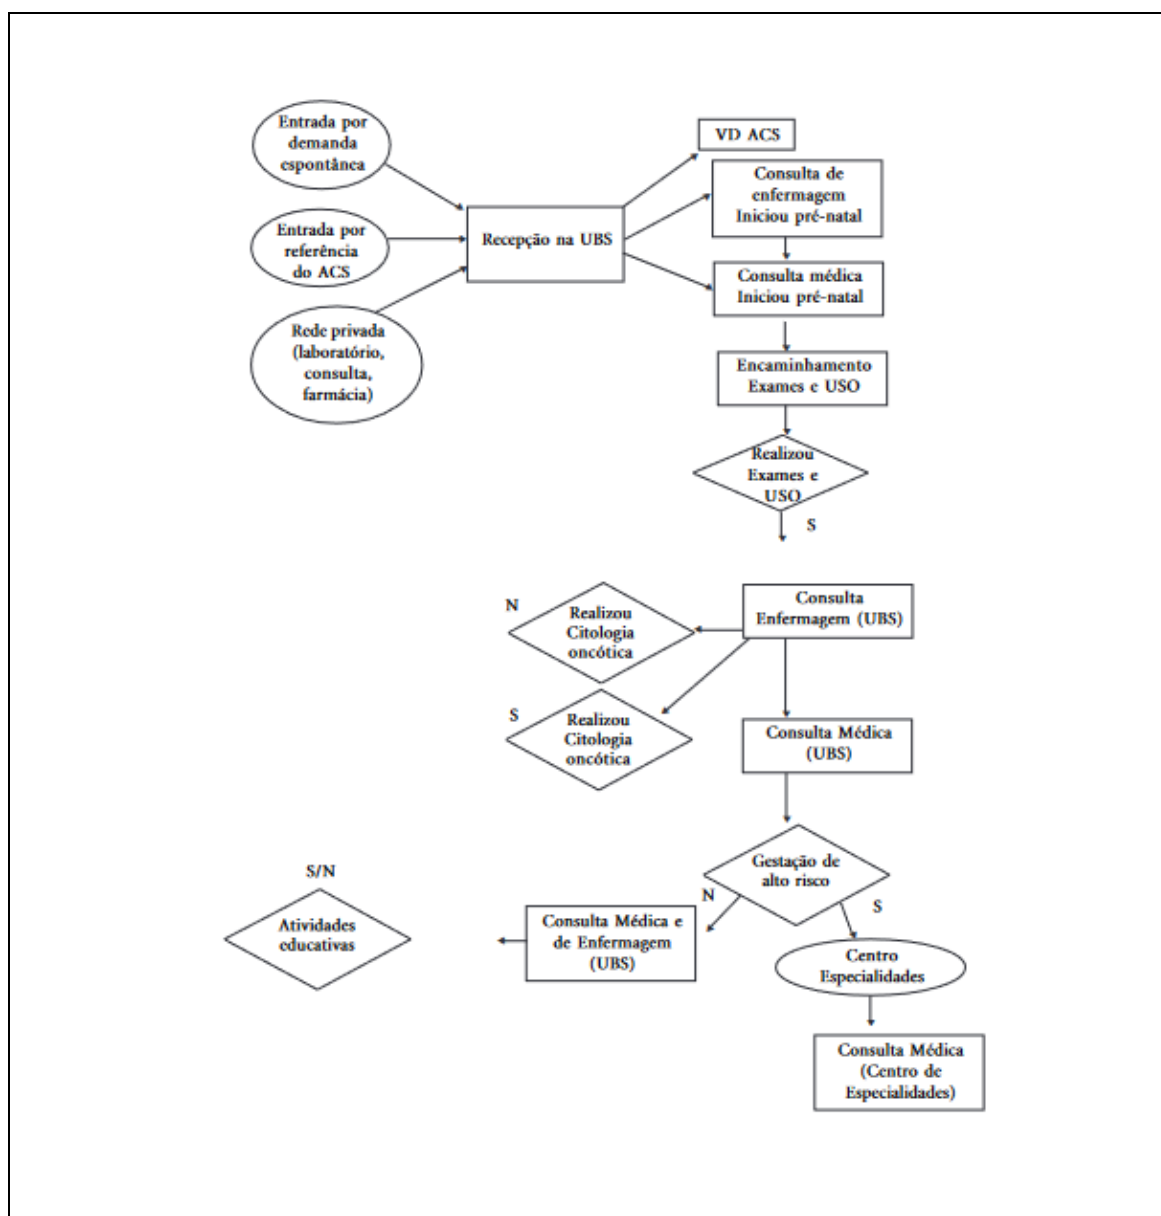 Entrada por
demanda
espontânea
VD ACS
Consulta de
enfermagem
Iniciou pré-natal
Entrada por
referência
do ACS
Recepção na UBS
Consulta médica
Iniciou pré-natal
Rede privada
(laboratório,
consulta,
farmácia)
Encaminhamento
Exames e USO
Realizou
Exames e
USO
S
N
Realizou
Citologia
oncótica
Consulta
Enfermagem (UBS)
S
Realizou
Citologia
oncótica
Consulta Médica
(UBS)
Gestação de
alto risco
N
S
S/N
Atividades
educativas
Consulta Médica e
de Enfermagem
(UBS)
Centro
Especialidades
Consulta Médica
(Centro de
Especialidades)